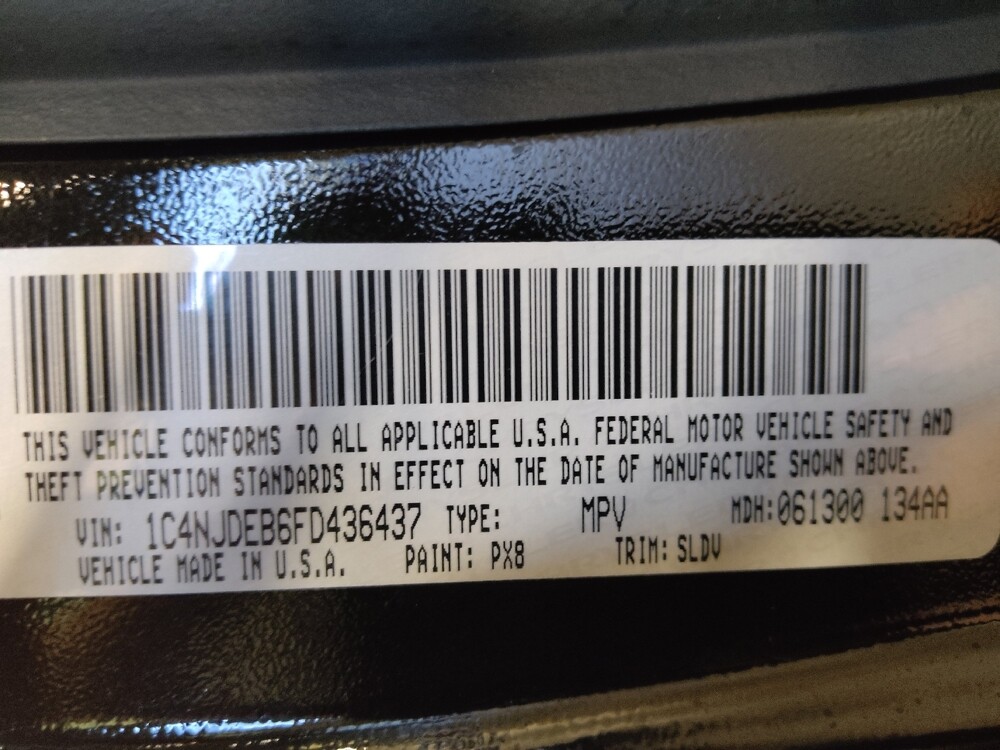 THIS VEHICLE CONFORMS TO ALL APPLICABLE U.S.A. FEDERAL MOTOR VEHICLE SAFETY AND
THEFT PREVENTION STANDARDS IN EFFECT ON THE DATE OF MANUFACTURE SHOWN ABOVE.
VIN: 1C4NJDEB6FD436437 TYPE: MPV MDH:061300 134AA
VEHICLE MADE IN U.S.A. PAINT: PX8 TRIM: SLDV